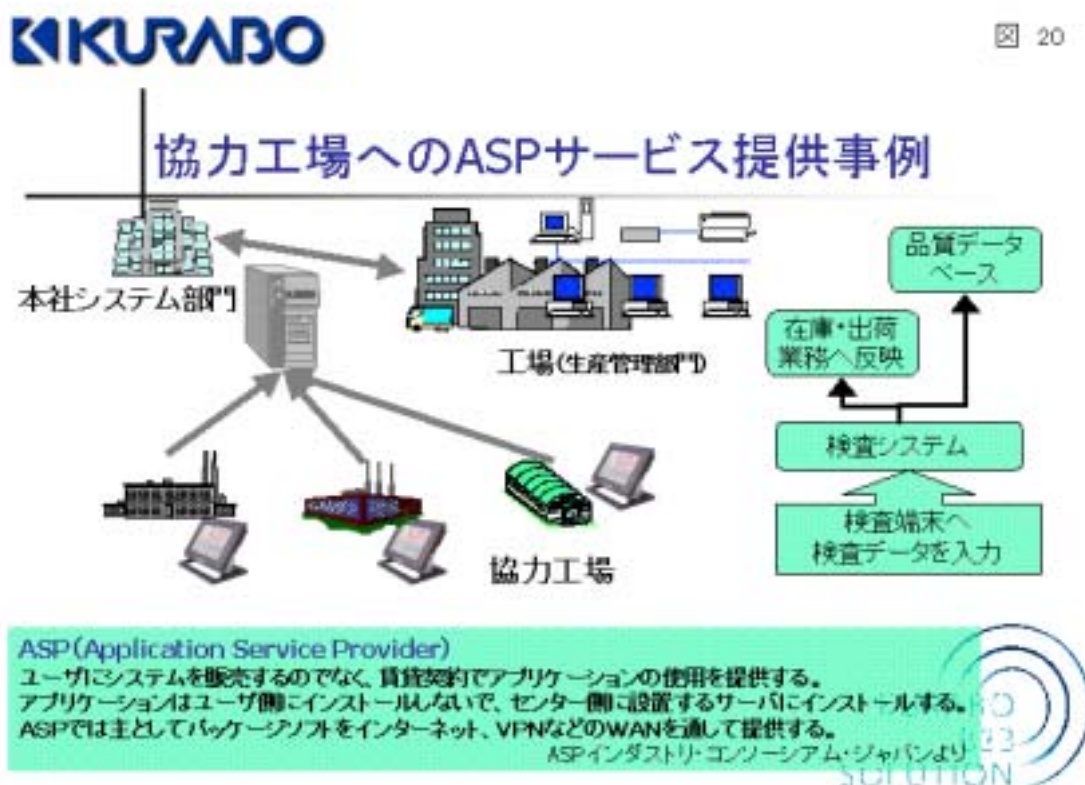 KURABO
図 20
協力工場へのASPサービス提供事例
本社システム部門
工場(生産管理部門)
協力工場
品質データ
ベース
在庫・出荷
業務へ反映
検査システム
検査端末へ
検査データを入力
ASP(Application Service Provider)
ユーザにシステムを販売するのでなく、賃貸契約でアプリケーションの使用を提供する。
アプリケーションはユーザ側にインストールしないで、センター側に設置するサーバにインストールする。
ASPでは主としてパッケージソフトをインターネット、VPNなどのWANを通して提供する。
ASPインダストリ・コンソーシアム・ジャパンより
SOLUTION